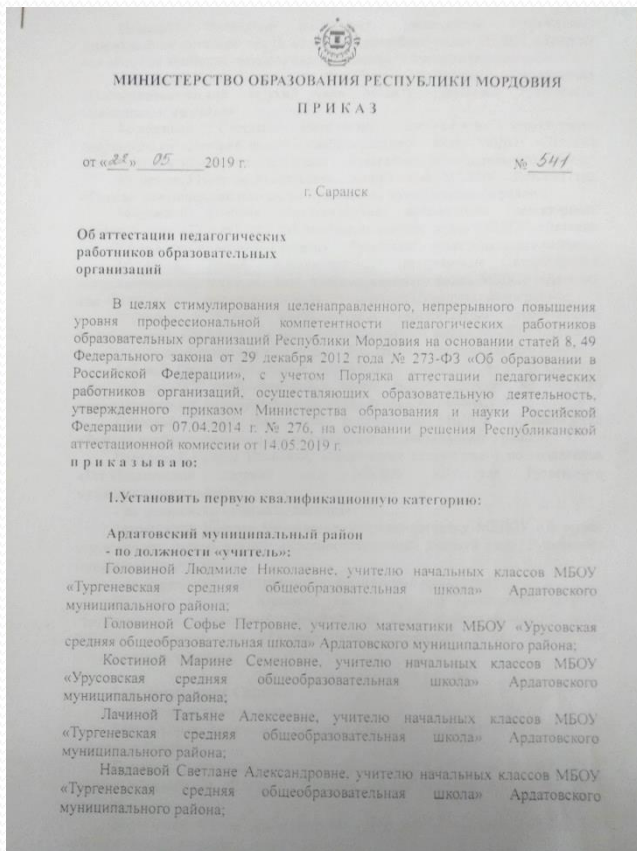 МИНИСТЕРСТВО ОБРАЗОВАНИЯ РЕСПУБЛИКИ МОРДОВИЯ
П Р И К А З
от «22» 05 2019 г. № 541
г. Саранск
Об аттестации педагогических
работников образовательных
организаций
В целях стимулирования целенаправленного, непрерывного повышения
уровня профессиональной компетентности педагогических работников
образовательных организаций Республики Мордовия на основании статей 8, 49
Федерального закона от 29 декабря 2012 года № 273-ФЗ «Об образовании в
Российской Федерации», с учетом Порядка аттестации педагогических
работников организаций, осуществляющих образовательную деятельность,
утвержденного приказом Министерства образования и науки Российской
Федерации от 07.04.2014 г. № 276, на основании решения Республиканской
аттестационной комиссии от 14.05.2019 г.
п р и к а з ы в а ю:
1.Установить первую квалификационную категорию:
Ардатовский муниципальный район
- по должности «учитель»:
Головиной Людмиле Николаевне, учителю начальных классов МБОУ
«Тургеневская средняя общеобразовательная школа» Ардатовского
муниципального района;
Головиной Софье Петровне, учителю математики МБОУ «Урусовская
средняя общеобразовательная школа» Ардатовского муниципального района;
Костиной Марине Семеновне, учителю начальных классов МБОУ
«Урусовская средняя общеобразовательная школа» Ардатовского
муниципального района;
Лачиной Татьяне Алексеевне, учителю начальных классов МБОУ
«Тургеневская средняя общеобразовательная школа» Ардатовского
муниципального района;
Навдаевой Светлане Александровне, учителю начальных классов МБОУ
«Тургеневская средняя общеобразовательная школа» Ардатовского
муниципального района;